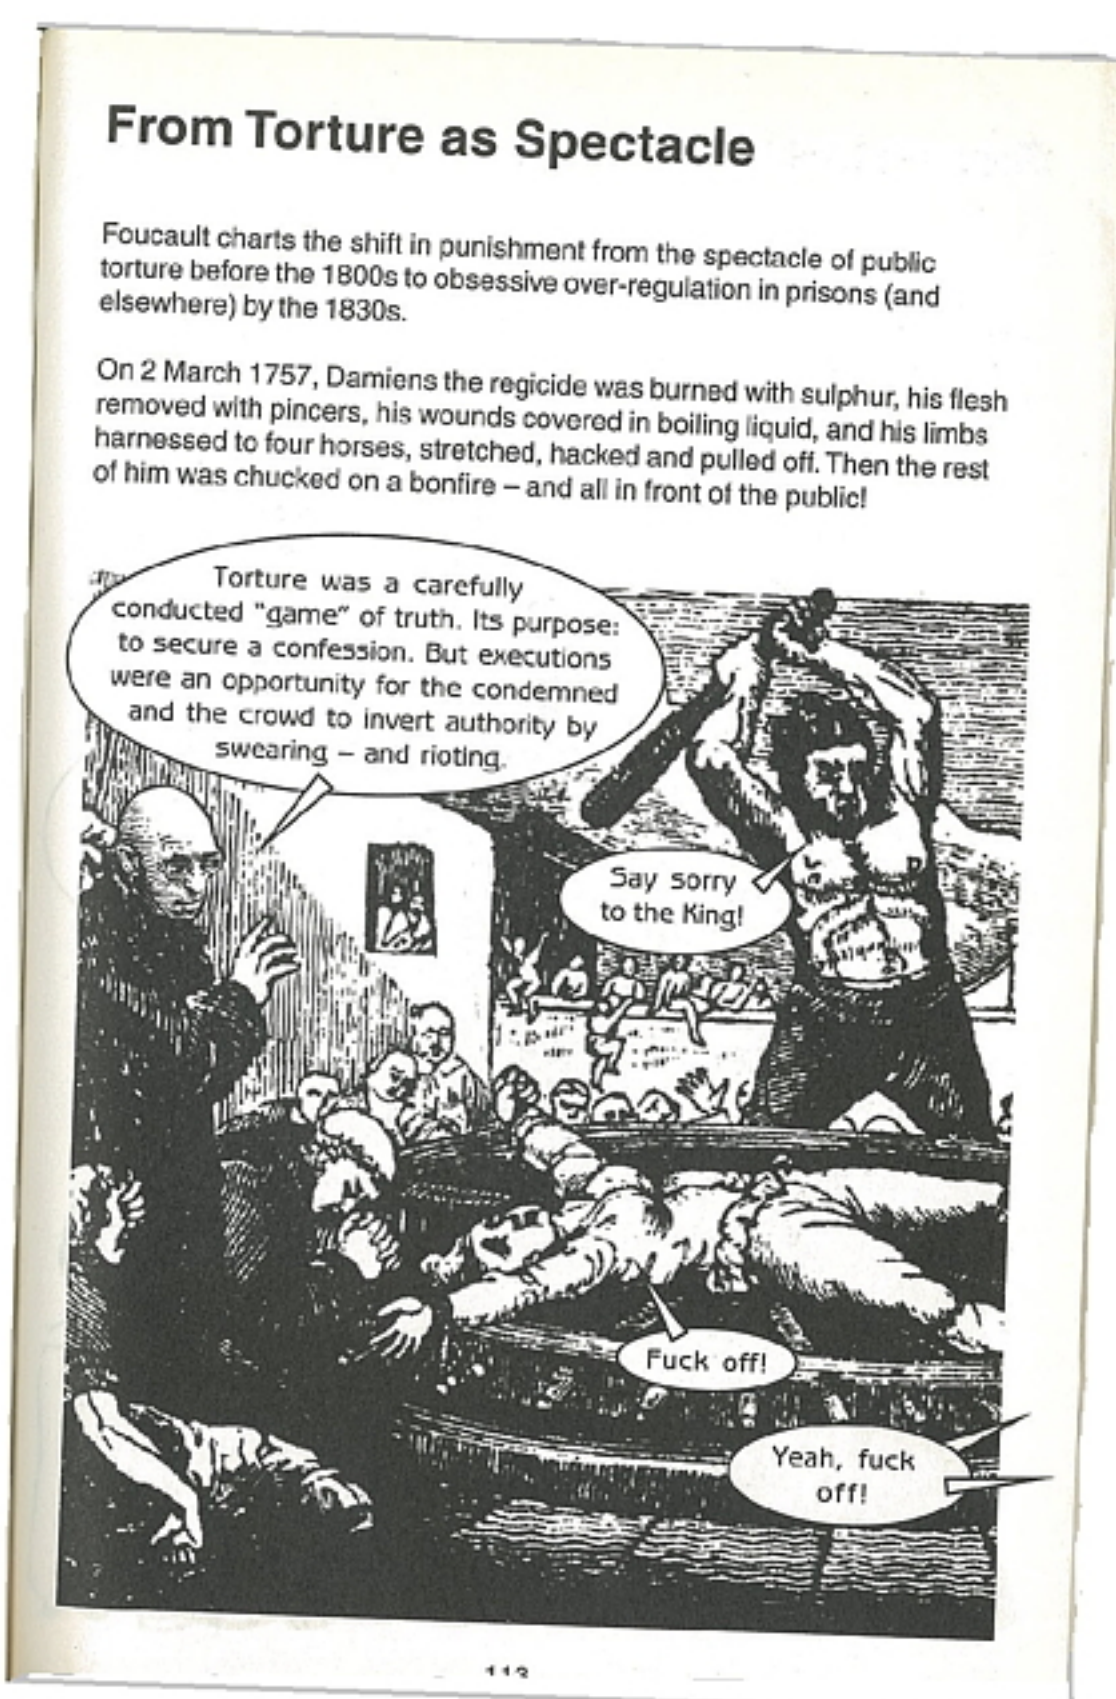 From Torture as Spectacle
Foucault charts the shift in punishment from the spectacle of public
torture before the 1800s to obsessive over-regulation in prisons (and
elsewhere) by the 1830s.
On 2 March 1757, Damiens the regicide was burned with sulphur, his flesh
removed with pincers, his wounds covered in boiling liquid, and his limbs
harnessed to four horses, stretched, hacked and pulled off. Then the rest
of him was chucked on a bonfire – and all in front of the public!
Torture was a carefully
conducted "game" of truth. Its purpose:
to secure a confession. But executions
were an opportunity for the condemned
and the crowd to invert authority by
swearing – and rioting.
Say sorry
to the King!
Fuck off!
Yeah, fuck
off!